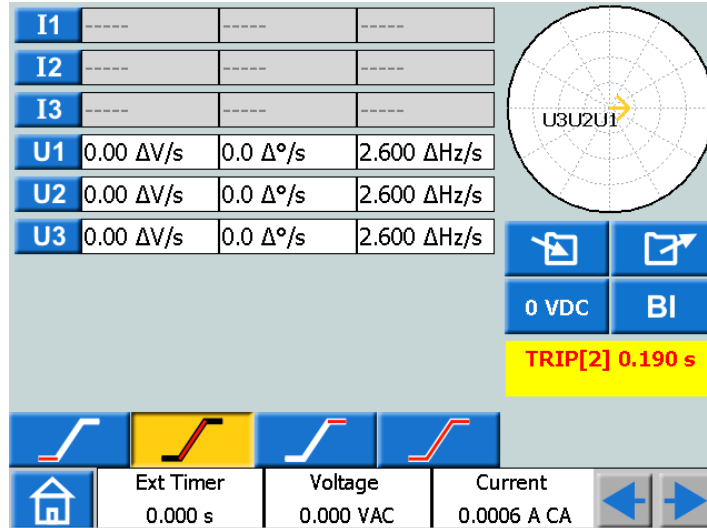 I1 ----- ----- -----
I2 ----- ----- -----
I3 ----- ----- -----
U1 0.00 ΔV/s 0.0 Δ°/s 2.600 ΔHz/s
U2 0.00 ΔV/s 0.0 Δ°/s 2.600 ΔHz/s
U3 0.00 ΔV/s 0.0 Δ°/s 2.600 ΔHz/s
U3U2U1
0 VDC BI
TRIP[2] 0.190 s
Ext Timer Voltage Current
0.000 s 0.000 VAC 0.0006 A CA